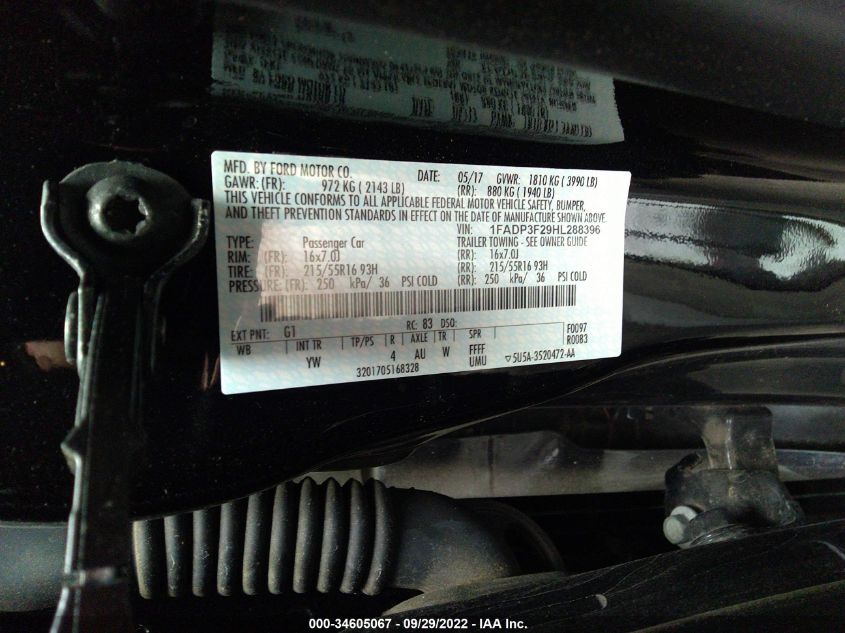 MFD. BY FORD MOTOR CO. DATE: 05/17 GVWR: 1810 KG ( 3990 LB)
GAWR: (FR): 972 KG ( 2143 LB) (RR): 880 KG ( 1940 LB)
THIS VEHICLE CONFORMS TO ALL APPLICABLE FEDERAL MOTOR VEHICLE SAFETY, BUMPER,
AND THEFT PREVENTION STANDARDS IN EFFECT ON THE DATE OF MANUFACTURE SHOWN ABOVE.
VIN: 1FADP3F29HL288396
TYPE: Passenger Car TRAILER TOWING - SEE OWNER GUIDE
RIM: (FR): 16x7.0J (RR): 16x7.0J
TIRE: (FR): 215/55R16 93H (RR): 215/55R16 93H
PRESSURE: (FR): 250 kPa/ 36 PSI COLD (RR): 250 kPa/ 36 PSI COLD
EXT PNT: G1 RC: 83 DSO: F0097
WB INT TR TP/PS R AXLE TR SPR R0083
YW 4 AU W FFFF
UMU ▽5U5A-3520472-AA
3201705168328
000-34605067 - 09/29/2022 - IAA Inc.